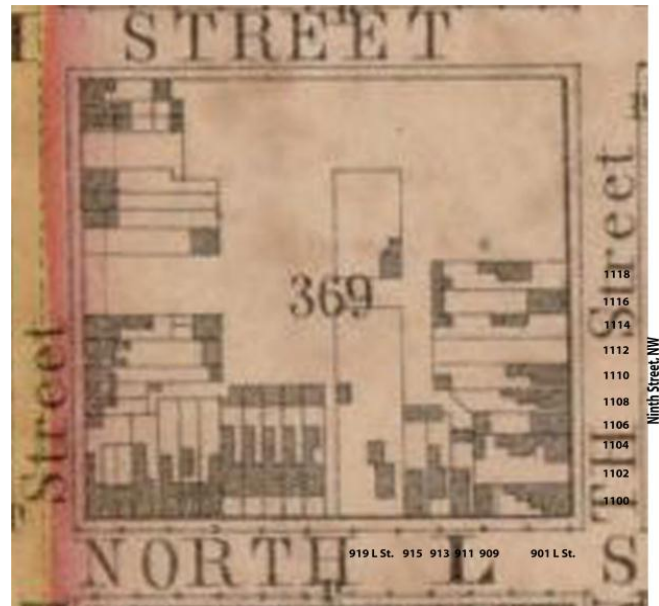 STREET
369
1118
1116
1114
1112
1110
1108
1106
1104
1102
1100
Street
Street
Ninth Street, NW
919 L St. 915 913 911 909 901 L St.
NORTH L S